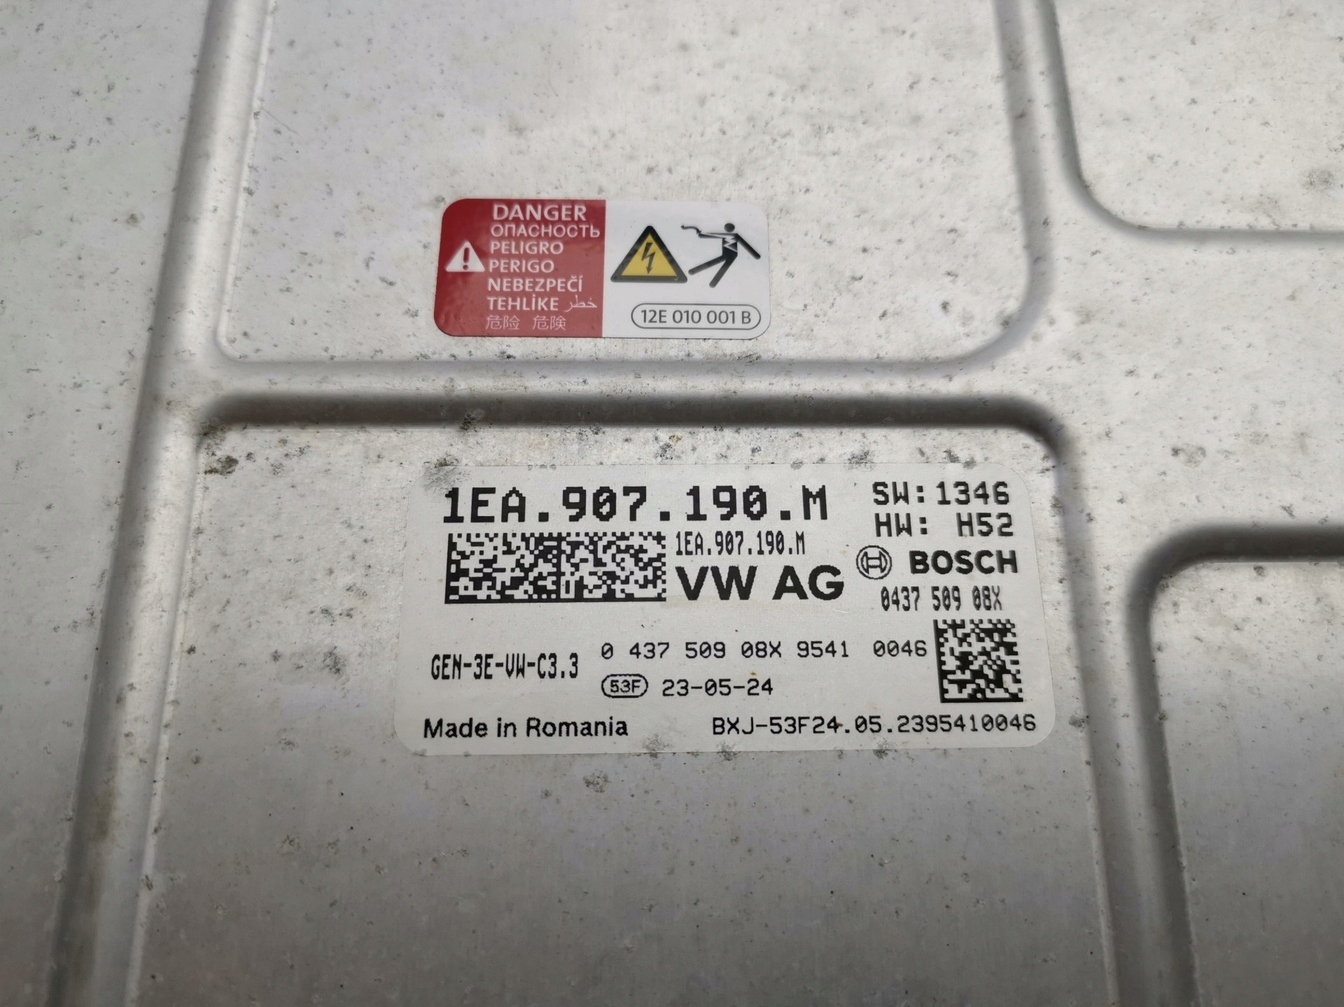 DANGER
ОПАСНОСТЬ
PELIGRO
PERIGO
NEBEZPEČÍ
TEHLİKE خطر
危险 危険
12E 010 001 B
1EA.907.190.M
SW:1346
HW: H52
1EA.907.190.M
VW AG
BOSCH
0437 509 08X
GEN-3E-VW-C3.3
0 437 509 08X 9541 0046
53F 23-05-24
Made in Romania
BXJ-53F24.05.2395410046